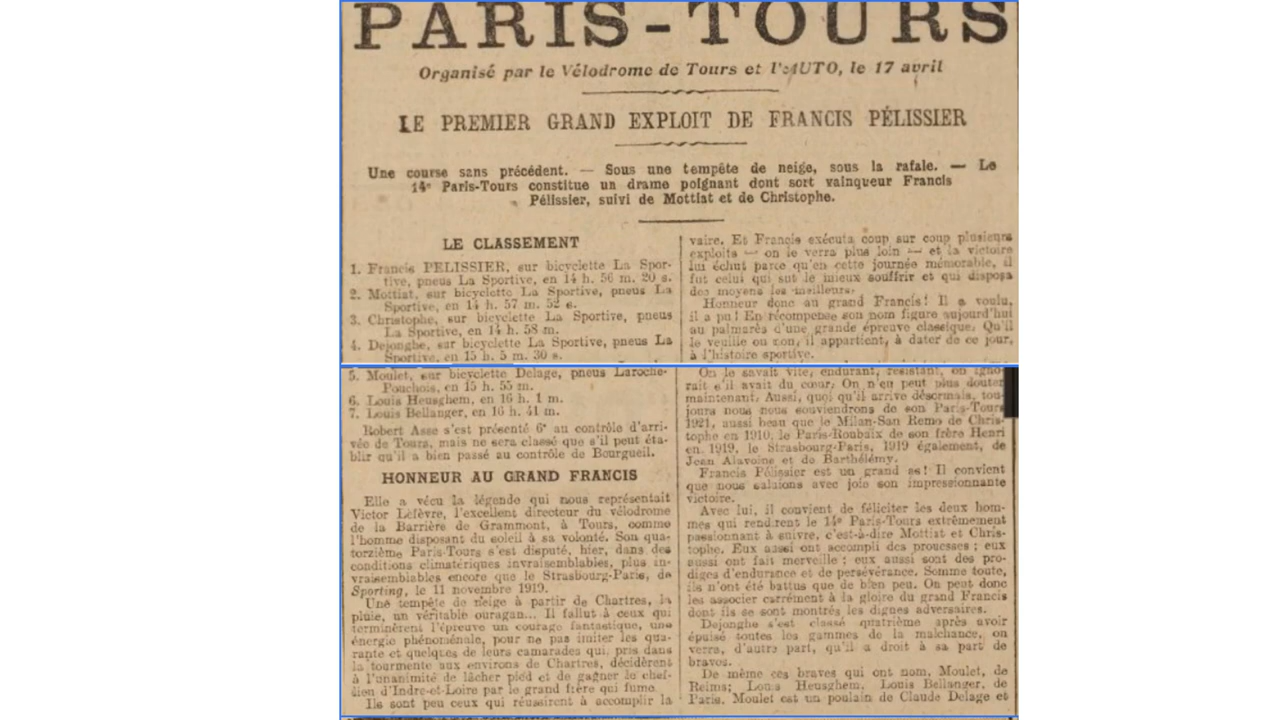 PARIS-TOURS
Organisé par le Vélodrome de Tours et l'AUTO, le 17 avril
LE PREMIER GRAND EXPLOIT DE FRANCIS PÉLISSIER
Une course sans précédent. — Sous une tempête de neige, sous la rafale. — Le
14e Paris-Tours constitue un drame poignant dont sort vainqueur Francis
Pélissier, suivi de Mottiat et de Christophe.
LE CLASSEMENT
1. Francis PELISSIER, sur bicyclette La Spor-
tive, pneus La Sportive, en 14 h. 56 m. 20 s.
2. Mottiat, sur bicyclette La Sportive, pneus La
Sportive, en 14 h. 57 m. 52 s.
3. Christophe, sur bicyclette La Sportive, pneus
La Sportive, en 14 h. 58 m.
4. Dejonghe, sur bicyclette La Sportive, pneus La
Sportive, en 15 h. 5 m. 30 s.
5. Moulet, sur bicyclette Delage, pneus Laroche-
Pouchois, en 15 h. 55 m.
6. Louis Heusghem, en 16 h. 1 m.
7. Louis Bellanger, en 16 h. 41 m.
Robert Asse s'est présenté 6e au contrôle d'arri-
vée de Tours, mais ne sera classé que s'il peut éta-
blir qu'il a bien passé au contrôle de Bourgueil.
HONNEUR AU GRAND FRANCIS
Elle a vécu la légende qui nous représentait
Victor Lefèvre, l'excellent directeur du vélodrome
de la Barrière de Grammont, à Tours, comme
l'homme disposant du soleil à sa volonté. Son qua-
torzième Paris-Tours s'est disputé, hier, dans des
conditions climatériques invraisemblables, plus in-
vraisemblables encore que le Strasbourg-Paris, de
Sporting, le 11 novembre 1919.
Une tempête de neige à partir de Chartres, la
pluie, un véritable ouragan... Il fallut à ceux qui
terminèrent l'épreuve un courage fantastique, une
énergie phénoménale, pour ne pas imiter les qua-
rante et quelques de leurs camarades qui, pris dans
la tourmente aux environs de Chartres, décidèrent
à l'unanimité de lâcher pied et de gagner le chef-
lieu d'Indre-et-Loire par le grand frère qui fume.
Ils sont peu ceux qui réussirent à accomplir la
vaire. Et Francis exécuta coup sur coup plusieurs
exploits — on le verra plus loin — et la victoire
lui échut parce qu'en cette journée mémorable, il
fut celui qui sut le mieux souffrir et qui disposa
des moyens les meilleurs.
Honneur donc au grand Francis! Il a voulu,
il a pu! En récompense son nom figure aujourd'hui
au palmarès d'une grande épreuve classique. Qu'il
le veuille ou non, il appartient, à dater de ce jour,
à l'histoire sportive.
On le savait vite, endurant, résistant, on igno-
rait s'il avait du cœur. On n'en peut plus douter
maintenant. Aussi, quoi qu'il arrive désormais, tou-
jours nous nous souviendrons de son Paris-Tours
1921, aussi beau que le Milan-San Remo de Chris-
tophe en 1910, le Paris-Roubaix de son frère Henri
en 1919, le Strasbourg-Paris, 1919 également, de
Jean Alavoine et de Barthélémy.
Francis Pélissier est un grand as! Il convient
que nous saluions avec joie son impressionnante
victoire.
Avec lui, il convient de féliciter les deux hom-
mes qui rendirent le 14e Paris-Tours extrêmement
passionnant à suivre, c'est-à-dire Mottiat et Chris-
tophe. Eux aussi ont accompli des prouesses ; eux
aussi ont fait merveille ; eux aussi sont des pro-
diges d'endurance et de persévérance. Somme toute,
ils n'ont été battus que de bien peu. On peut donc
les associer carrément à la gloire du grand Francis
dont ils se sont montrés les dignes adversaires.
Dejonghe s'est classé quatrième après avoir
épuisé toutes les gammes de la malchance, on
verra, d'autre part, qu'il a droit à sa part de
bravos.
De même ces braves qui ont nom, Moulet, de
Reims; Louis Heusghem, Louis Bellanger, de
Paris. Moulet est un poulain de Claude Delage et